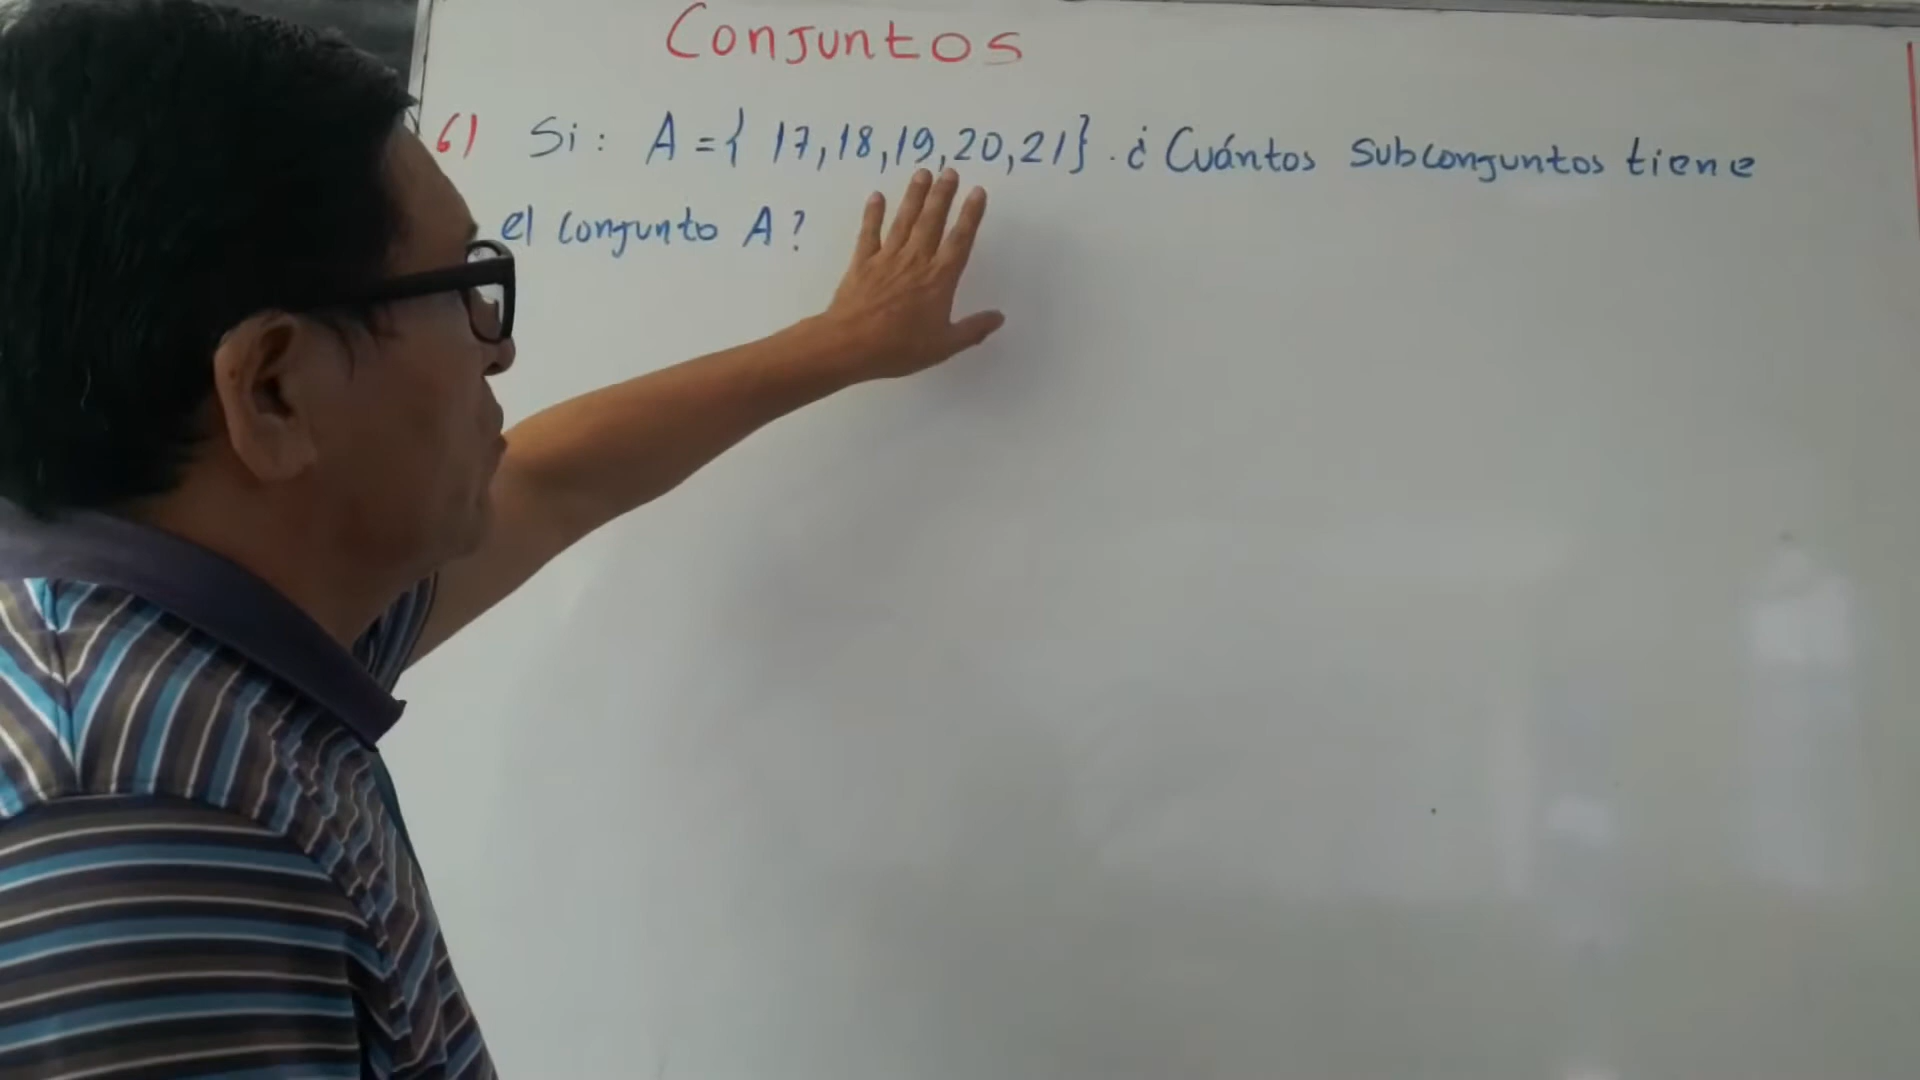 Conjuntos
6) Si: A = { 17,18,19,20,21} . ¿ Cuántos Subconjuntos tiene
el conjunto A?